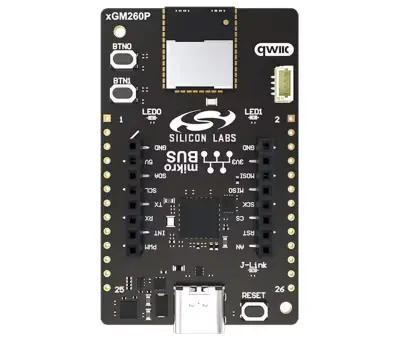 xGM260P
BTN0
qwiic
BTN1
LED0
LED1
1
2
SILICON LABS
mikro
BUS
GND
5V
SDA
SCL
TX
RX
INT
PWM
GND
3V3
MOSI
MISO
SCK
CS
RST
AN
J-Link
25
26
RESET